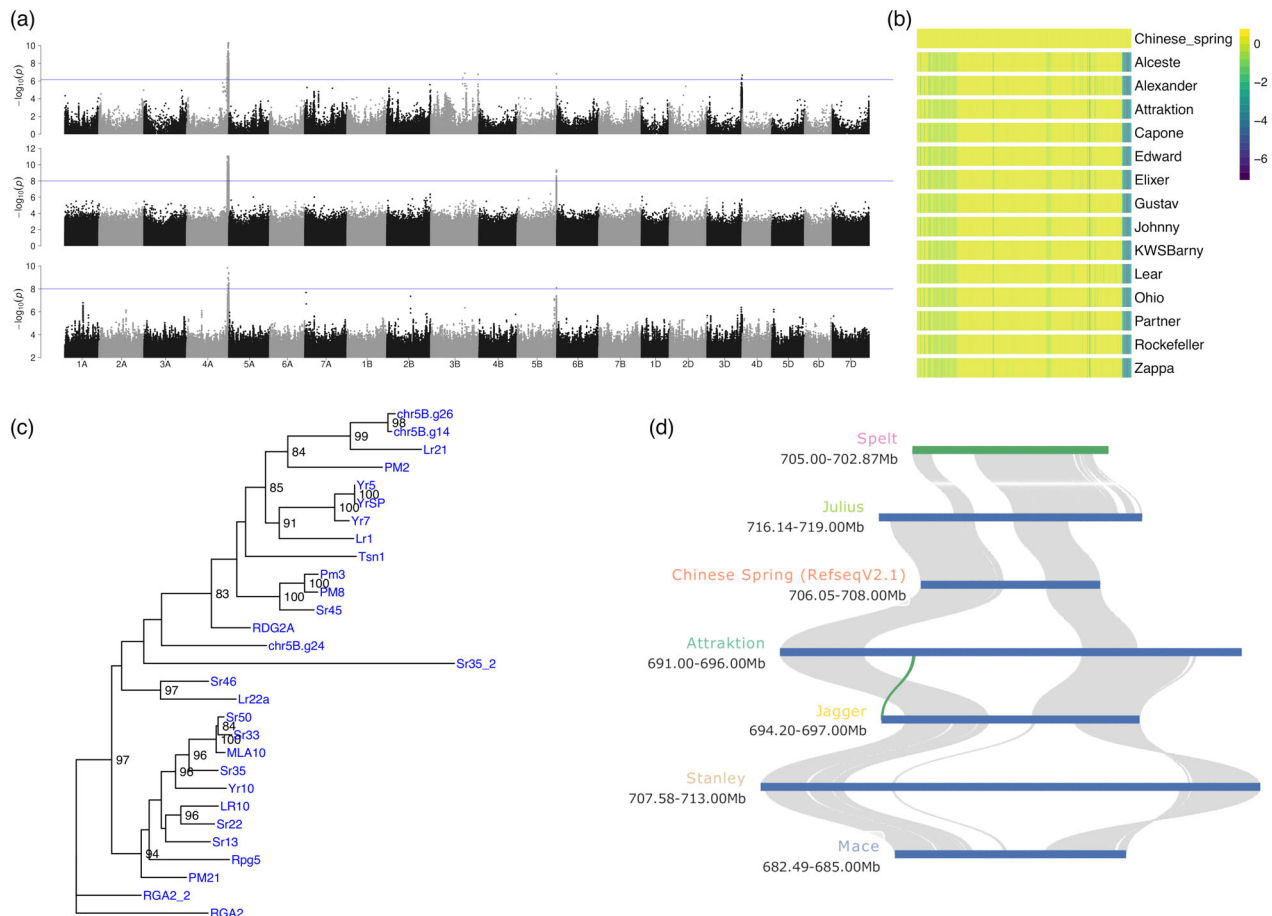 (a)
10
8
6
4
2
0
−log10(p)
12
10
8
6
4
2
0
−log10(p)
10
8
6
4
2
−log10(p)
1A 2A 3A 4A 5A 6A 7A 1B 2B 3B 4B 5B 6B 7B 1D 2D 3D 4D 5D 6D 7D
(b)
Chinese_spring
Alceste
Alexander
Attraktion
Capone
Edward
Elixer
Gustav
Johnny
KWSBarny
Lear
Ohio
Partner
Rockefeller
Zappa
0
−2
−4
−6
(c)
chr5B.g26
98
chr5B.g14
99
Lr21
84
PM2
85
Yr5
100
YrSP
100
Yr7
91
Lr1
Tsn1
Pm3
100
PM8
100
Sr45
83
RDG2A
chr5B.g24
Sr35_2
Sr46
97
Lr22a
Sr50
84
Sr33
100
MLA10
96
Sr35
96
Yr10
97
LR10
96
Sr22
Sr13
94
Rpg5
PM21
RGA2_2
RGA2
(d)
Spelt
705.00-702.87Mb
Julius
716.14-719.00Mb
Chinese Spring (RefseqV2.1)
706.05-708.00Mb
Attraktion
691.00-696.00Mb
Jagger
694.20-697.00Mb
Stanley
707.58-713.00Mb
Mace
682.49-685.00Mb